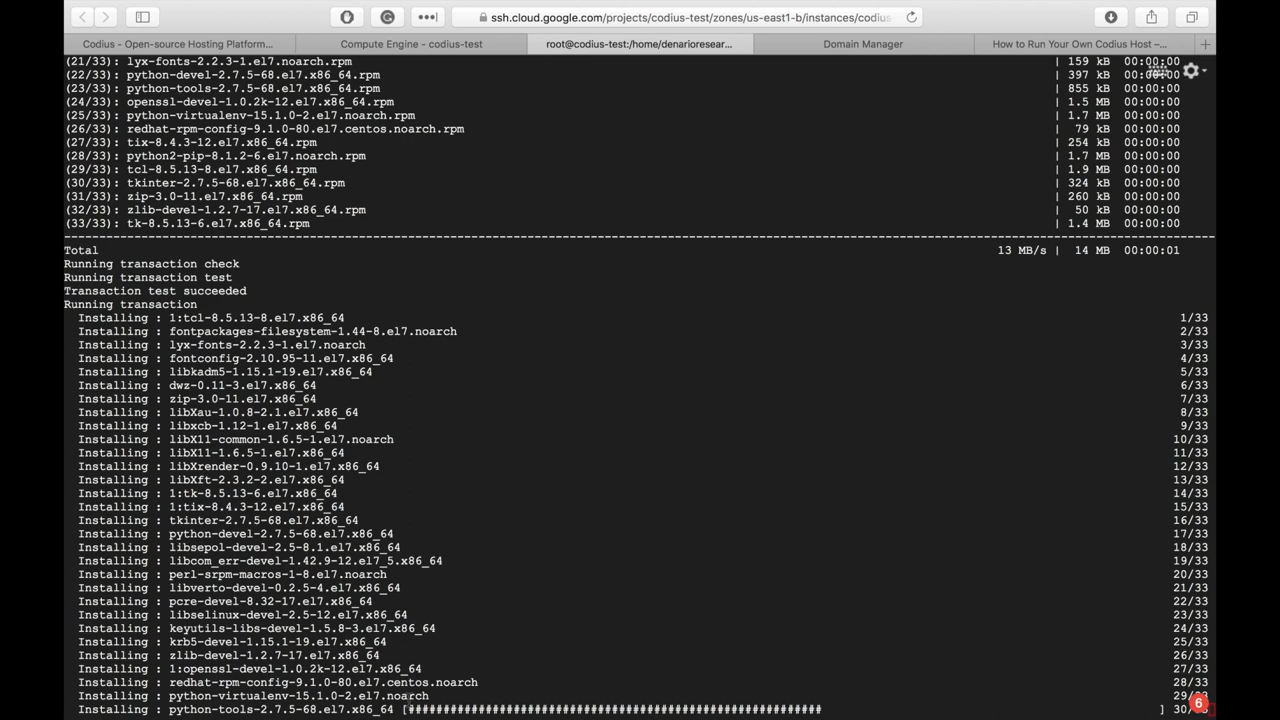 ssh.cloud.google.com/projects/codius-test/zones/us-east1-b/instances/codius
Codius - Open-source Hosting Platform...
Compute Engine - codius-test
root@codius-test:/home/denarioresear...
Domain Manager
How to Run Your Own Codius Host –...
(21/33): lyx-fonts-2.2.3-1.el7.noarch.rpm | 159 kB 00:00:00
(22/33): python-devel-2.7.5-68.el7.x86_64.rpm | 397 kB 00:00:00
(23/33): python-tools-2.7.5-68.el7.x86_64.rpm | 855 kB 00:00:00
(24/33): openssl-devel-1.0.2k-12.el7.x86_64.rpm | 1.5 MB 00:00:00
(25/33): python-virtualenv-15.1.0-2.el7.noarch.rpm | 1.7 MB 00:00:00
(26/33): redhat-rpm-config-9.1.0-80.el7.centos.noarch.rpm | 79 kB 00:00:00
(27/33): tix-8.4.3-12.el7.x86_64.rpm | 254 kB 00:00:00
(28/33): python2-pip-8.1.2-6.el7.noarch.rpm | 1.7 MB 00:00:00
(29/33): tcl-8.5.13-8.el7.x86_64.rpm | 1.9 MB 00:00:00
(30/33): tkinter-2.7.5-68.el7.x86_64.rpm | 324 kB 00:00:00
(31/33): zip-3.0-11.el7.x86_64.rpm | 260 kB 00:00:00
(32/33): zlib-devel-1.2.7-17.el7.x86_64.rpm | 50 kB 00:00:00
(33/33): tk-8.5.13-6.el7.x86_64.rpm | 1.4 MB 00:00:00
Total 13 MB/s | 14 MB 00:00:01
Running transaction check
Running transaction test
Transaction test succeeded
Running transaction
Installing : 1:tcl-8.5.13-8.el7.x86_64 1/33
Installing : fontpackages-filesystem-1.44-8.el7.noarch 2/33
Installing : lyx-fonts-2.2.3-1.el7.noarch 3/33
Installing : fontconfig-2.10.95-11.el7.x86_64 4/33
Installing : libkadm5-1.15.1-19.el7.x86_64 5/33
Installing : dwz-0.11-3.el7.x86_64 6/33
Installing : zip-3.0-11.el7.x86_64 7/33
Installing : libXau-1.0.8-2.1.el7.x86_64 8/33
Installing : libxcb-1.12-1.el7.x86_64 9/33
Installing : libX11-common-1.6.5-1.el7.noarch 10/33
Installing : libX11-1.6.5-1.el7.x86_64 11/33
Installing : libXrender-0.9.10-1.el7.x86_64 12/33
Installing : libXft-2.3.2-2.el7.x86_64 13/33
Installing : 1:tk-8.5.13-6.el7.x86_64 14/33
Installing : 1:tix-8.4.3-12.el7.x86_64 15/33
Installing : tkinter-2.7.5-68.el7.x86_64 16/33
Installing : python-devel-2.7.5-68.el7.x86_64 17/33
Installing : libsepol-devel-2.5-8.1.el7.x86_64 18/33
Installing : libcom_err-devel-1.42.9-12.el7_5.x86_64 19/33
Installing : perl-srpm-macros-1-8.el7.noarch 20/33
Installing : libverto-devel-0.2.5-4.el7.x86_64 21/33
Installing : pcre-devel-8.32-17.el7.x86_64 22/33
Installing : libselinux-devel-2.5-12.el7.x86_64 23/33
Installing : keyutils-libs-devel-1.5.8-3.el7.x86_64 24/33
Installing : krb5-devel-1.15.1-19.el7.x86_64 25/33
Installing : zlib-devel-1.2.7-17.el7.x86_64 26/33
Installing : 1:openssl-devel-1.0.2k-12.el7.x86_64 27/33
Installing : redhat-rpm-config-9.1.0-80.el7.centos.noarch 28/33
Installing : python-virtualenv-15.1.0-2.el7.noarch 29/
Installing : python-tools-2.7.5-68.el7.x86_64 [########################################################### ] 30/
6